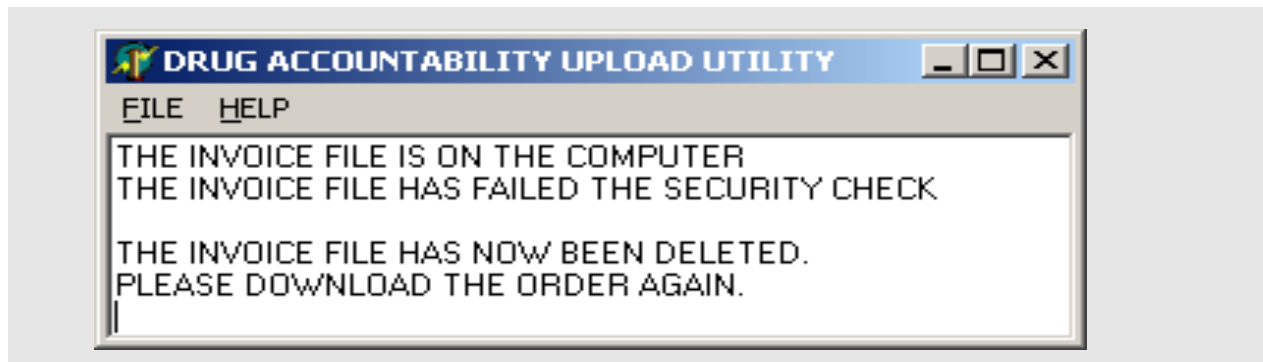 DRUG ACCOUNTABILITY UPLOAD UTILITY
FILE HELP
THE INVOICE FILE IS ON THE COMPUTER
THE INVOICE FILE HAS FAILED THE SECURITY CHECK
THE INVOICE FILE HAS NOW BEEN DELETED.
PLEASE DOWNLOAD THE ORDER AGAIN.